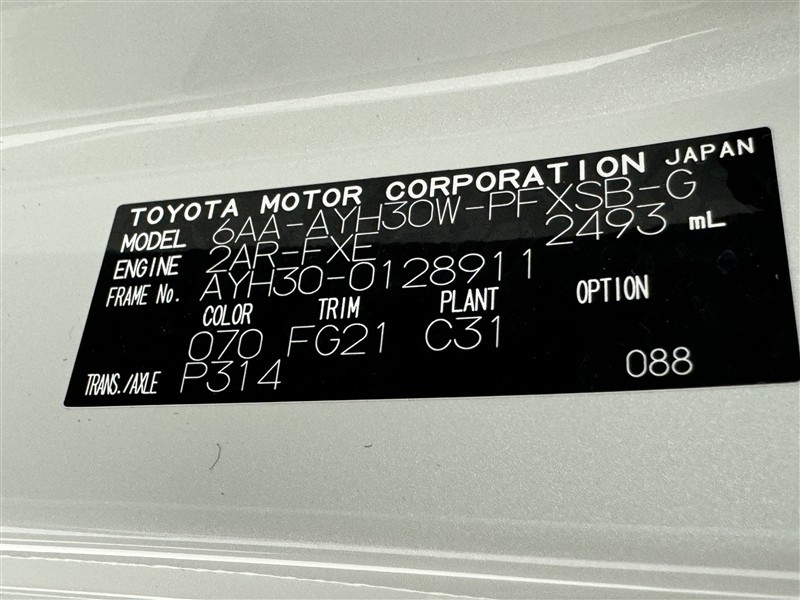 TOYOTA MOTOR CORPORATION JAPAN
MODEL 6AA-AYH30W-PFXSB-G
ENGINE 2AR-FXE 2493 mL
FRAME No. AYH30-0128911
COLOR TRIM PLANT OPTION
070 FG21 C31
TRANS./AXLE P314 088